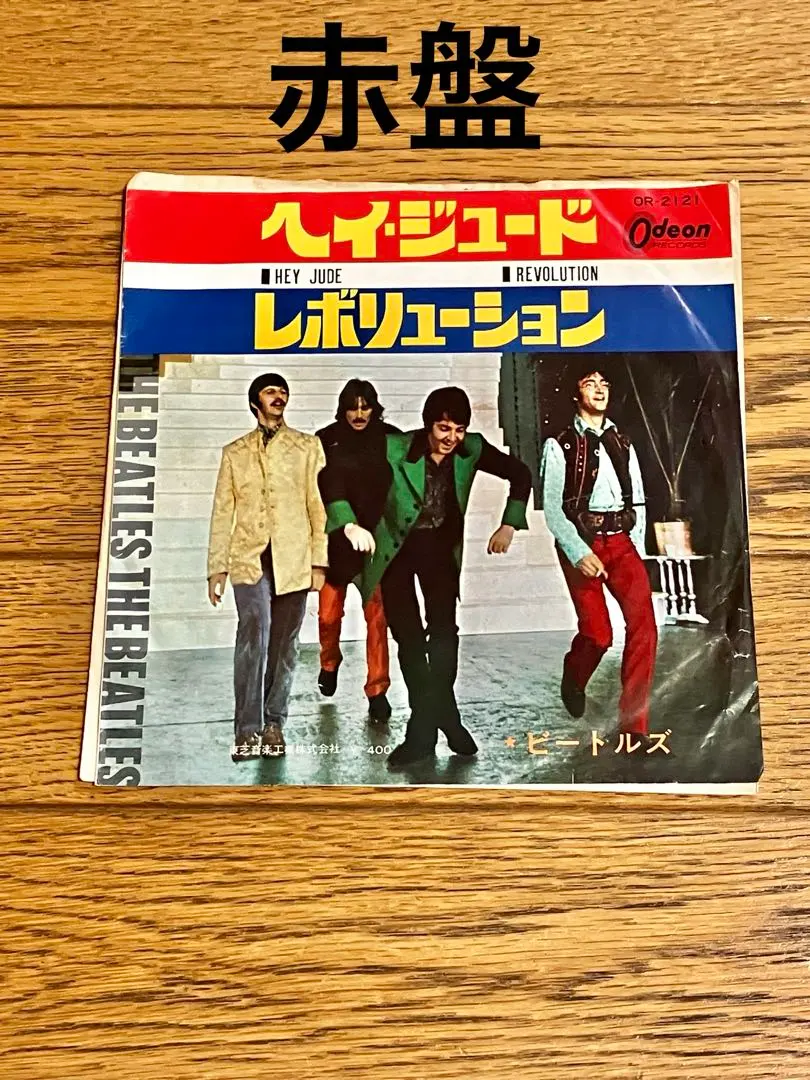 赤盤
OR-2121
ヘイ・ジュード
Odeon
RECORDS
HEY JUDE
REVOLUTION
レボリューション
THE BEATLES THE BEATLES
東芝音楽工業株式会社 ¥400
★ビートルズ